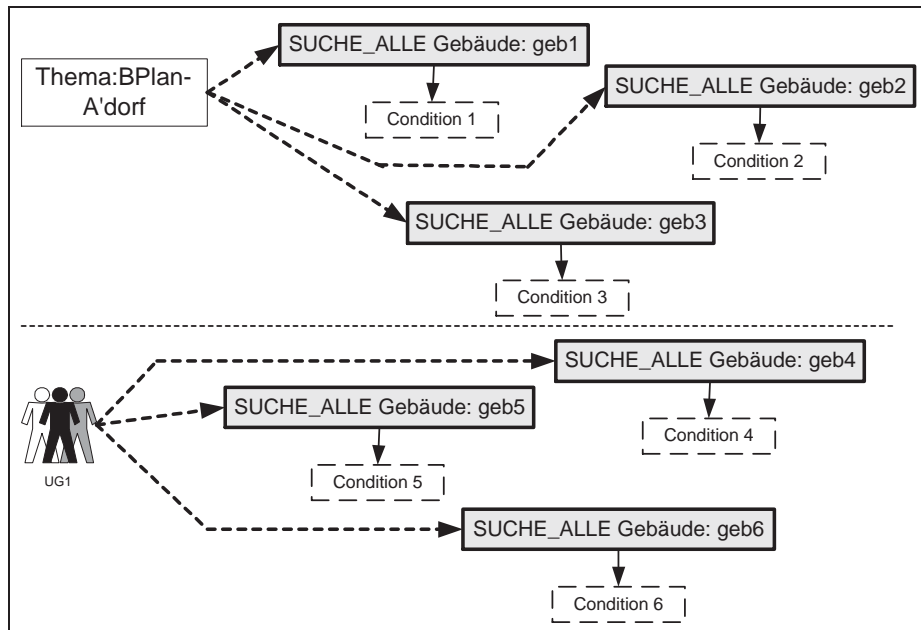 SUCHE_ALLE Gebäude: geb1
Thema:BPlan-
A'dorf
SUCHE_ALLE Gebäude: geb2
Condition 1
Condition 2
SUCHE_ALLE Gebäude: geb3
Condition 3
SUCHE_ALLE Gebäude: geb4
SUCHE_ALLE Gebäude: geb5
Condition 4
UG1
Condition 5
SUCHE_ALLE Gebäude: geb6
Condition 6